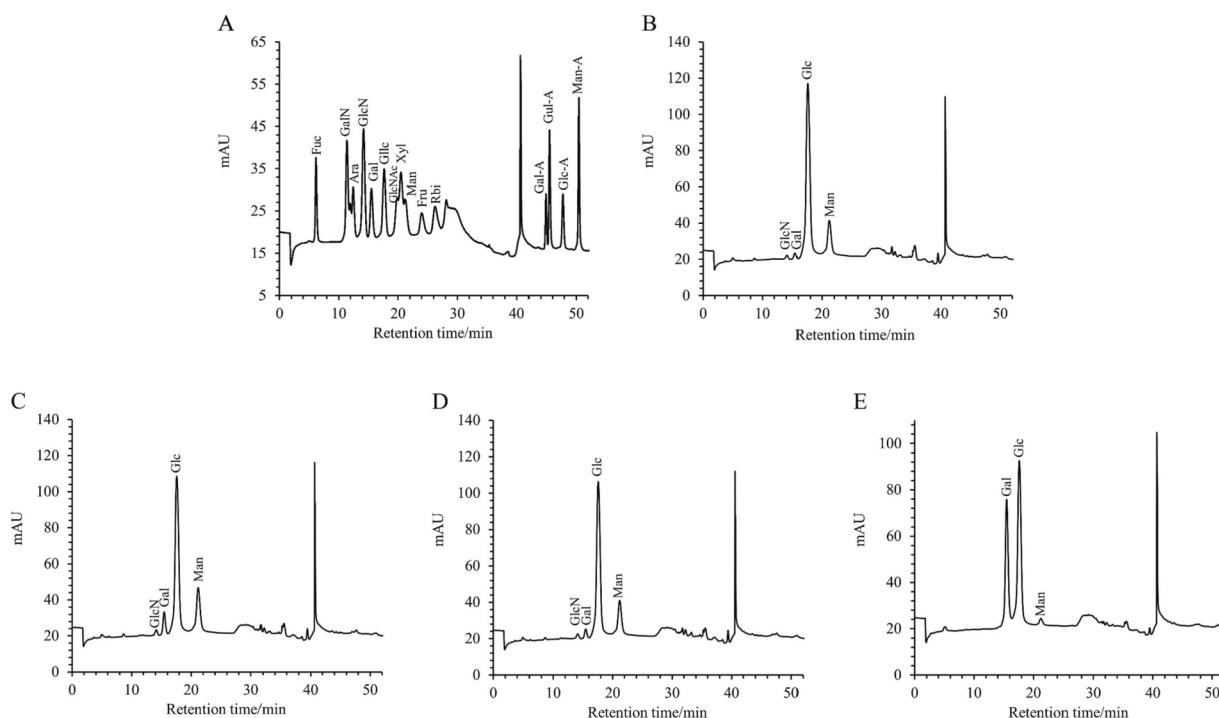 A
65
55
45
35
25
15
5
mAU
Fuc
GalN
Ara
GlcN
Gal
Gllc
GlcNAc
Xyl
Man
Fru
Rbi
Gal-A
Gul-A
Glc-A
Man-A
0 10 20 30 40 50
Retention time/min
B
140
120
100
80
60
40
20
0
mAU
GlcN
Gal
Glc
Man
0 10 20 30 40 50
Retention time/min
C
140
120
100
80
60
40
20
0
mAU
GlcN
Gal
Glc
Man
0 10 20 30 40 50
Retention time/min
D
140
120
100
80
60
40
20
0
mAU
GlcN
Gal
Glc
Man
0 10 20 30 40 50
Retention time/min
E
100
80
60
40
20
0
mAU
Gal
Glc
Man
0 10 20 30 40 50
Retention time/min